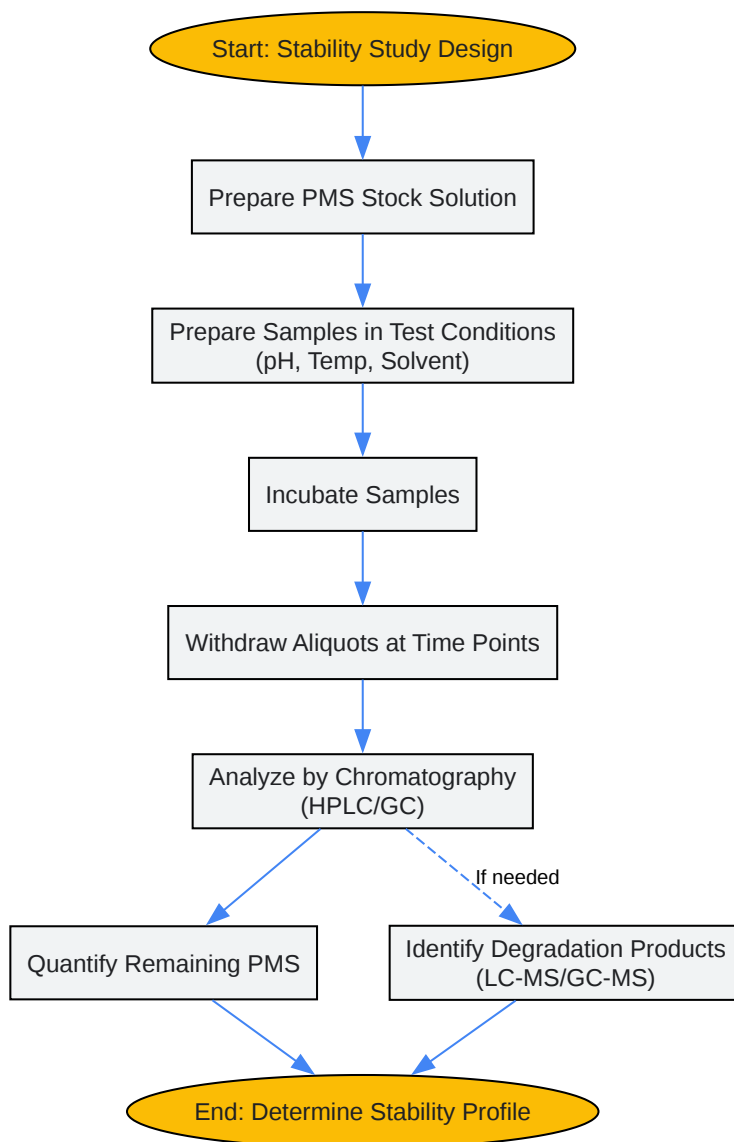 Start: Stability Study Design
Prepare PMS Stock Solution
Prepare Samples in Test Conditions
(pH, Temp, Solvent)
Incubate Samples
Withdraw Aliquots at Time Points
Analyze by Chromatography
(HPLC/GC)
If needed
Quantify Remaining PMS
Identify Degradation Products
(LC-MS/GC-MS)
End: Determine Stability Profile